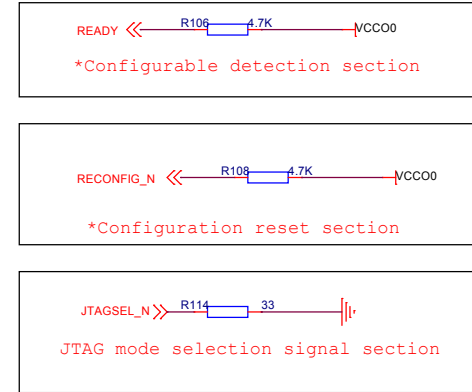 READY R106 4.7K VCCO0
*Configurable detection section
RECONFIG_N R108 4.7K VCCO0
*Configuration reset section
JTAGSEL_N R114 33
JTAG mode selection signal section